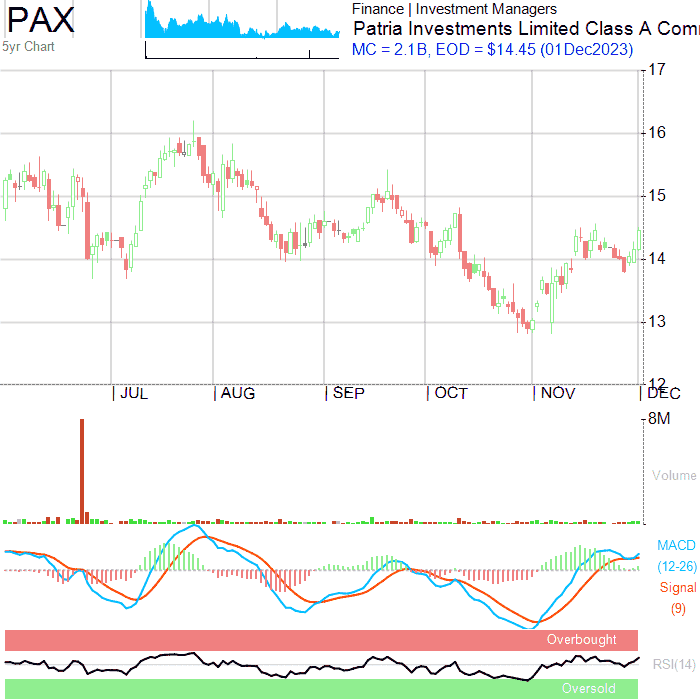 PAX
5yr Chart
Finance | Investment Managers
Patria Investments Limited Class A Com
MC = 2.1B, EOD = $14.45 (01Dec2023)
17
16
15
14
13
12
JUL
AUG
SEP
OCT
NOV
DEC
8M
Volume
MACD
(12-26)
Signal
(9)
Overbought
RSI(14)
Oversold